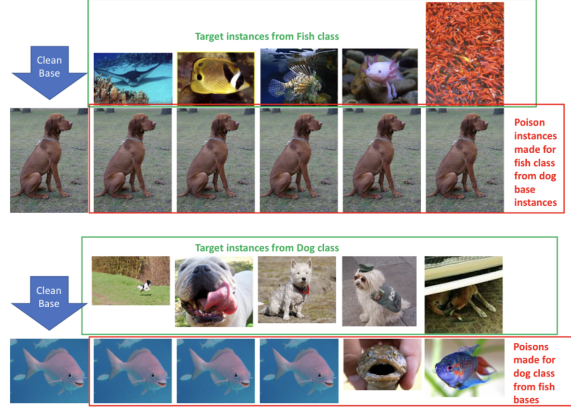 Target instances from Fish class
Clean
Base
Poison
instances
made for
fish class
from dog
base
instances
Target instances from Dog class
Clean
Base
Poisons
made for
dog class
from fish
bases